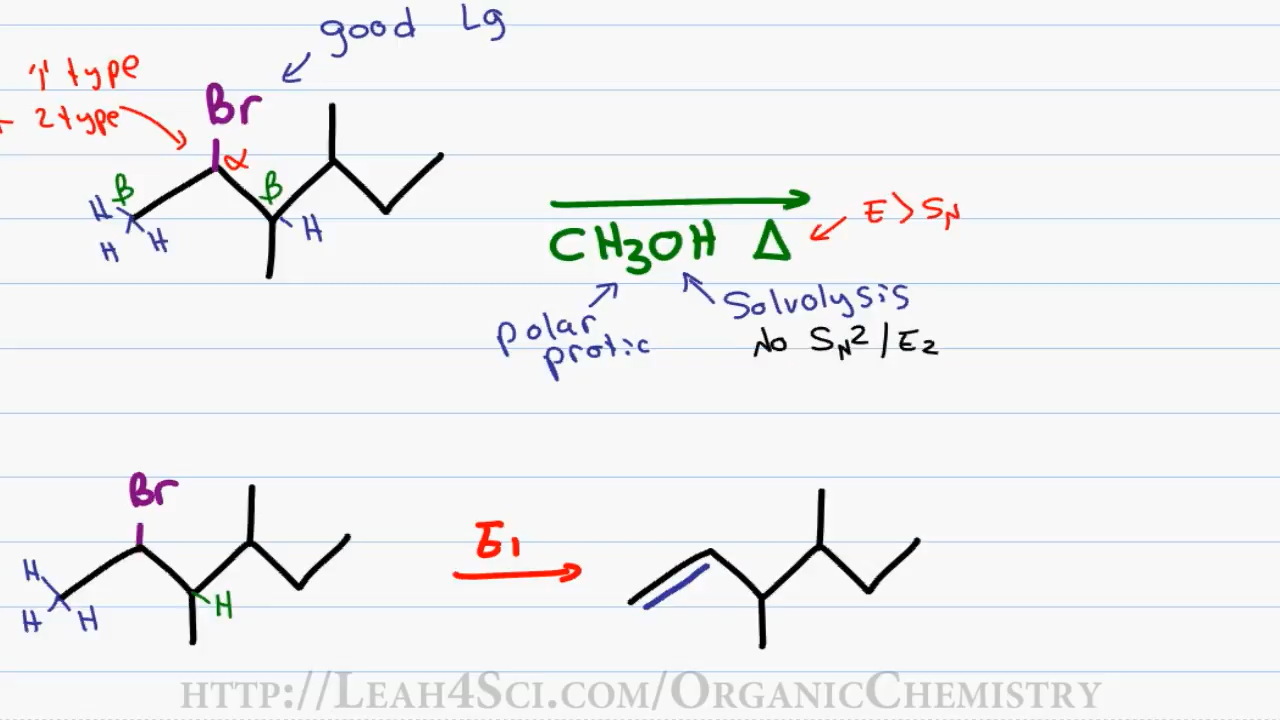 good Lg
1° type
2 type
Br
α
β
β
H
H
H
H
CH3OH Δ
E > SN
polar
protic
Solvolysis
No SN2/E2
Br
H
H
H
H
E1
http://Leah4Sci.com/OrganicChemistry